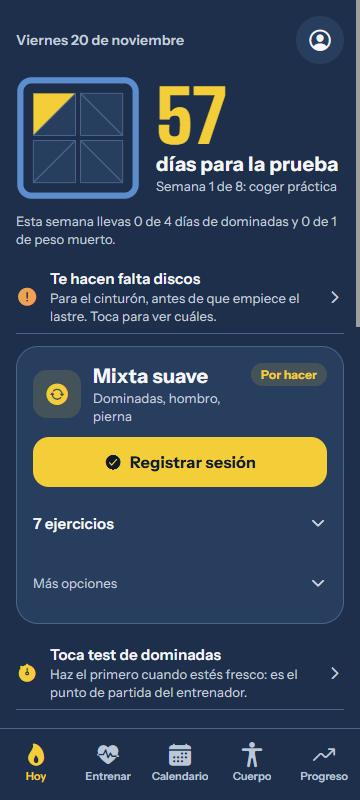 Viernes 20 de noviembre
57
días para la prueba
Semana 1 de 8: coger práctica
Esta semana llevas 0 de 4 días de dominadas y 0 de 1
de peso muerto.
Te hacen falta discos
Para el cinturón, antes de que empiece el
lastre. Toca para ver cuáles.
Mixta suave
Por hacer
Dominadas, hombro,
pierna
Registrar sesión
7 ejercicios
Más opciones
Toca test de dominadas
Haz el primero cuando estés fresco: es el
punto de partida del entrenador.
Hoy
Entrenar
Calendario
Cuerpo
Progreso